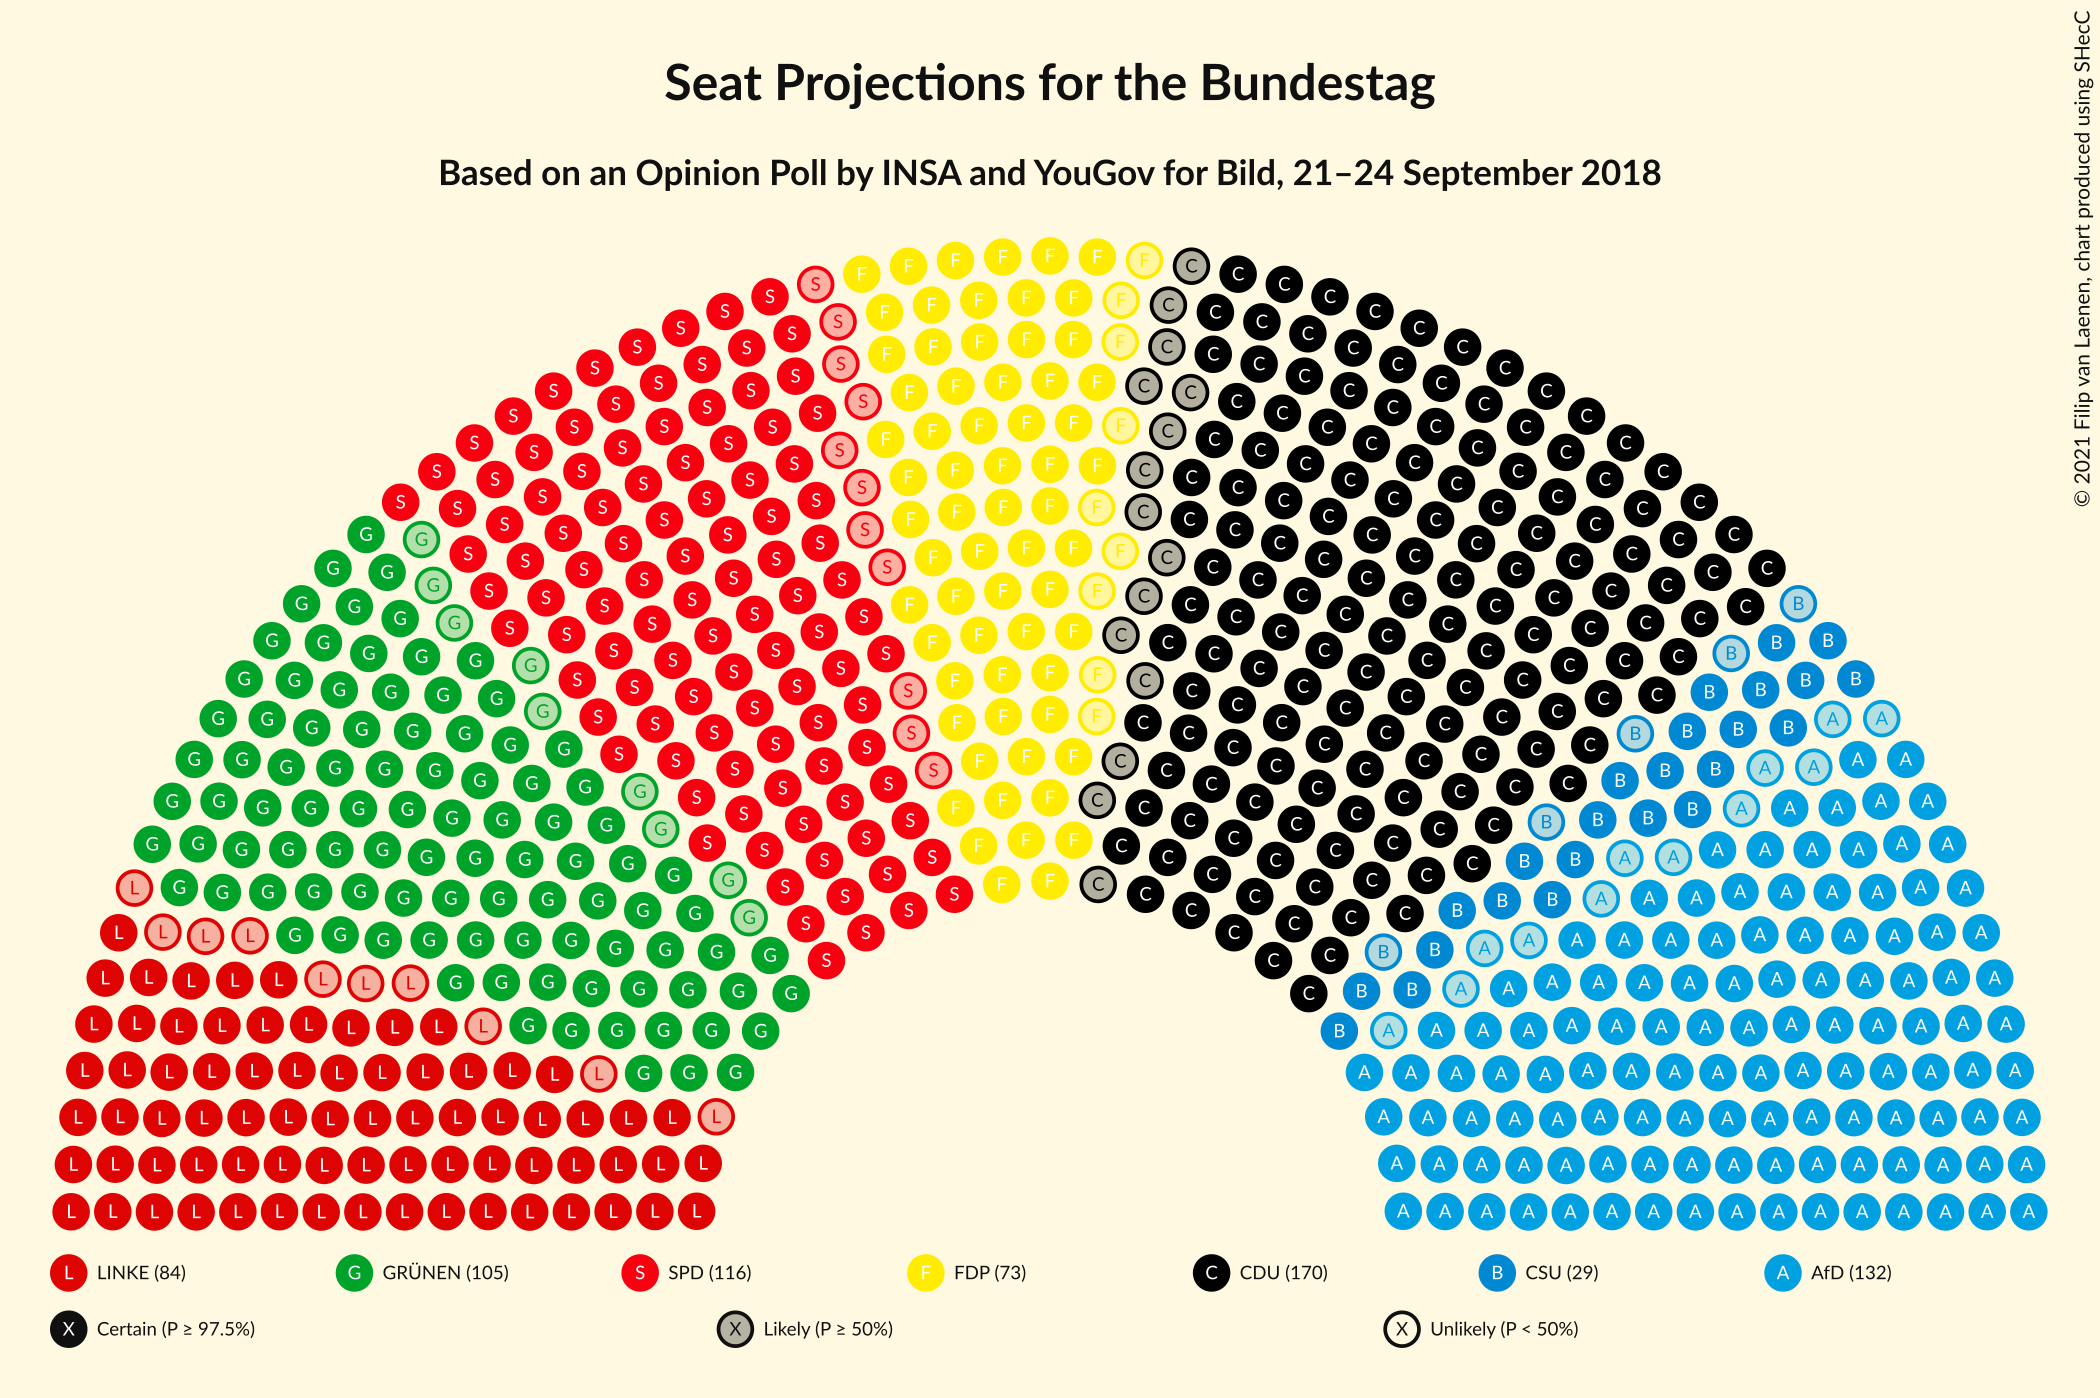 Seat Projections for the Bundestag
Based on an Opinion Poll by INSA and YouGov for Bild, 21–24 September 2018
© 2021 Filip van Laenen, chart produced using SHecC
L LINKE (84) G GRÜNEN (105) S SPD (116) F FDP (73) C CDU (170) B CSU (29) A AfD (132)
X Certain (P ≥ 97.5%) X Likely (P ≥ 50%) X Unlikely (P < 50%)